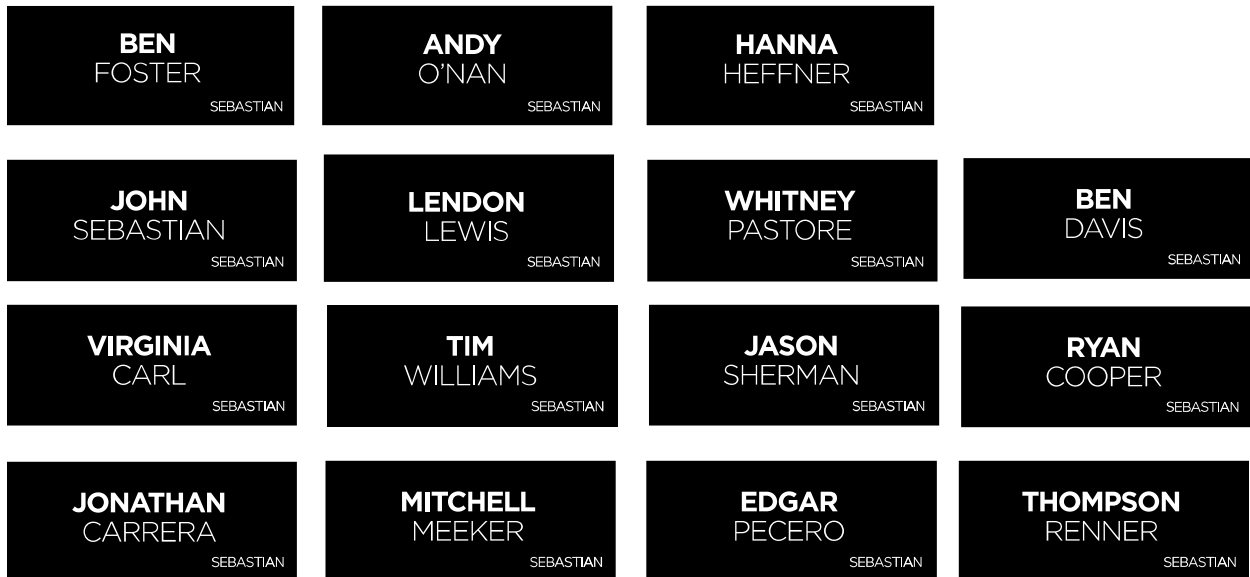 BEN
FOSTER
SEBASTIAN
ANDY
O'NAN
SEBASTIAN
HANNA
HEFFNER
SEBASTIAN
JOHN
SEBASTIAN
SEBASTIAN
LENDON
LEWIS
SEBASTIAN
WHITNEY
PASTORE
SEBASTIAN
BEN
DAVIS
SEBASTIAN
VIRGINIA
CARL
SEBASTIAN
TIM
WILLIAMS
SEBASTIAN
JASON
SHERMAN
SEBASTIAN
RYAN
COOPER
SEBASTIAN
JONATHAN
CARRERA
SEBASTIAN
MITCHELL
MEEKER
SEBASTIAN
EDGAR
PECERO
SEBASTIAN
THOMPSON
RENNER
SEBASTIAN